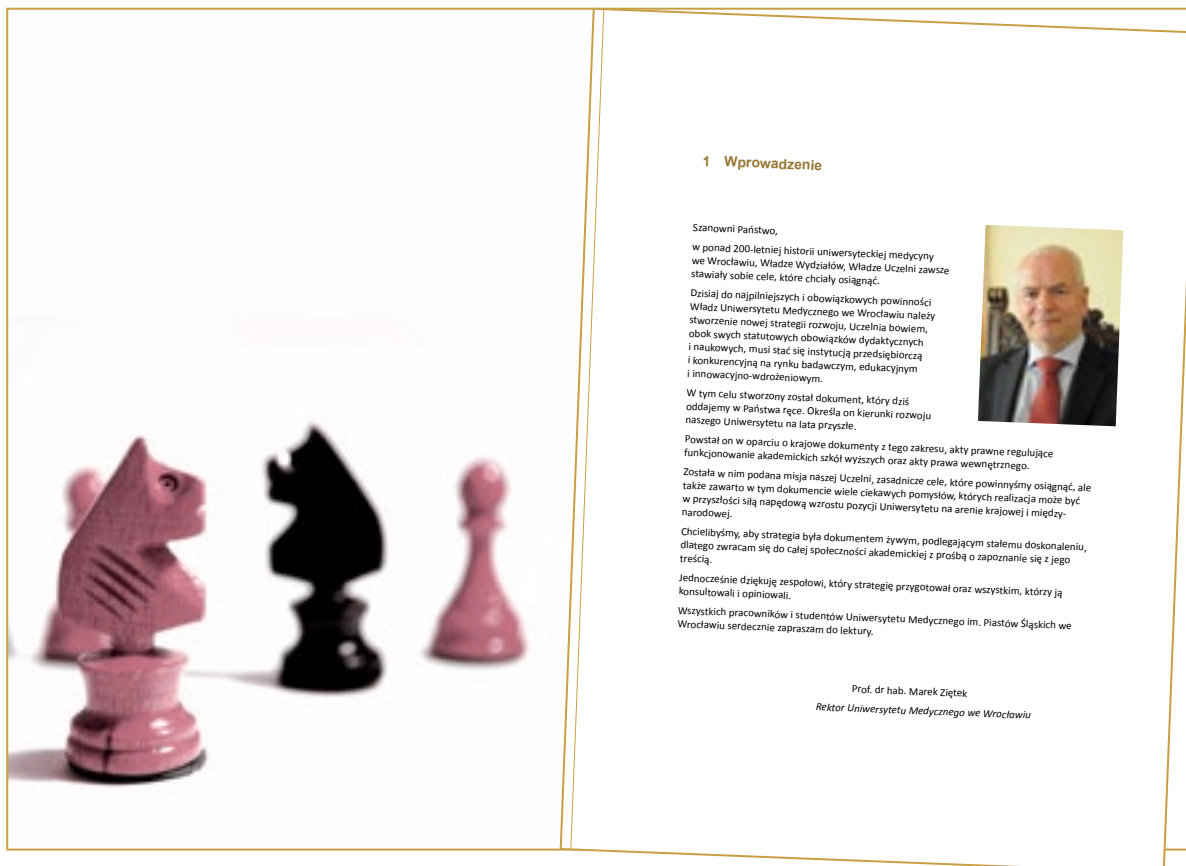 1 Wprowadzenie
Szanowni Państwo,
w ponad 200-letniej historii uniwersyteckiej medycyny
we Wrocławiu, Władze Wydziałów, Władze Uczelni zawsze
stawiały sobie cele, które chciały osiągnąć.
Dzisiaj do najpilniejszych i obowiązkowych powinności
Władz Uniwersytetu Medycznego we Wrocławiu należy
stworzenie nowej strategii rozwoju, Uczelnia bowiem,
obok swych statutowych obowiązków dydaktycznych
i naukowych, musi stać się instytucją przedsiębiorczą
i konkurencyjną na rynku badawczym, edukacyjnym
i innowacyjno-wdrożeniowym.
W tym celu stworzony został dokument, który dziś
oddajemy w Państwa ręce. Określa on kierunki rozwoju
naszego Uniwersytetu na lata przyszłe.
Powstał on w oparciu o krajowe dokumenty z tego zakresu, akty prawne regulujące
funkcjonowanie akademickich szkół wyższych oraz akty prawa wewnętrznego.
Została w nim podana misja naszej Uczelni, zasadnicze cele, które powinnyśmy osiągnąć, ale
także zawarto w tym dokumencie wiele ciekawych pomysłów, których realizacja może być
w przyszłości siłą napędową wzrostu pozycji Uniwersytetu na arenie krajowej i między-
narodowej.
Chcielibyśmy, aby strategia była dokumentem żywym, podlegającym stałemu doskonaleniu,
dlatego zwracam się do całej społeczności akademickiej z prośbą o zapoznanie się z jego
treścią.
Jednocześnie dziękuję zespołowi, który strategię przygotował oraz wszystkim, którzy ją
konsultowali i opiniowali.
Wszystkich pracowników i studentów Uniwersytetu Medycznego im. Piastów Śląskich we
Wrocławiu serdecznie zapraszam do lektury.
Prof. dr hab. Marek Ziętek
Rektor Uniwersytetu Medycznego we Wrocławiu